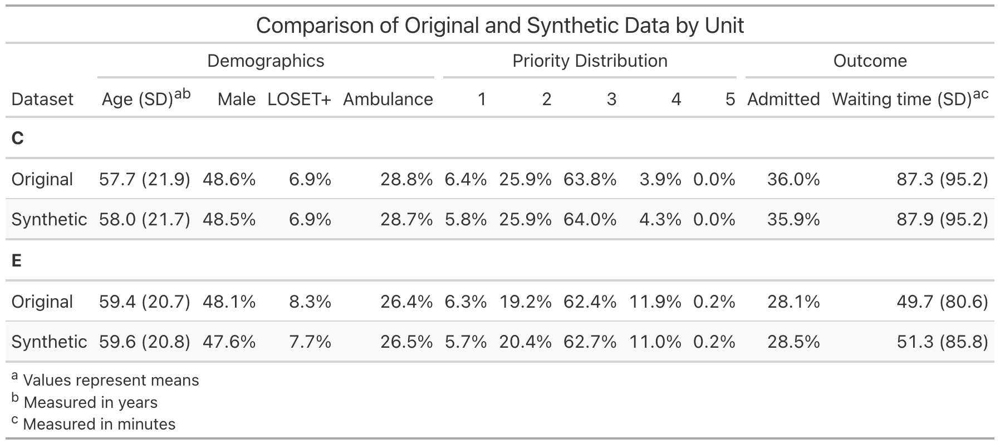 Comparison of Original and Synthetic Data by Unit
Demographics Priority Distribution Outcome
Dataset Age (SD)ab Male LOSET+ Ambulance 1 2 3 4 5 Admitted Waiting time (SD)ac
C
Original 57.7 (21.9) 48.6% 6.9% 28.8% 6.4% 25.9% 63.8% 3.9% 0.0% 36.0% 87.3 (95.2)
Synthetic 58.0 (21.7) 48.5% 6.9% 28.7% 5.8% 25.9% 64.0% 4.3% 0.0% 35.9% 87.9 (95.2)
E
Original 59.4 (20.7) 48.1% 8.3% 26.4% 6.3% 19.2% 62.4% 11.9% 0.2% 28.1% 49.7 (80.6)
Synthetic 59.6 (20.8) 47.6% 7.7% 26.5% 5.7% 20.4% 62.7% 11.0% 0.2% 28.5% 51.3 (85.8)
a Values represent means
b Measured in years
c Measured in minutes